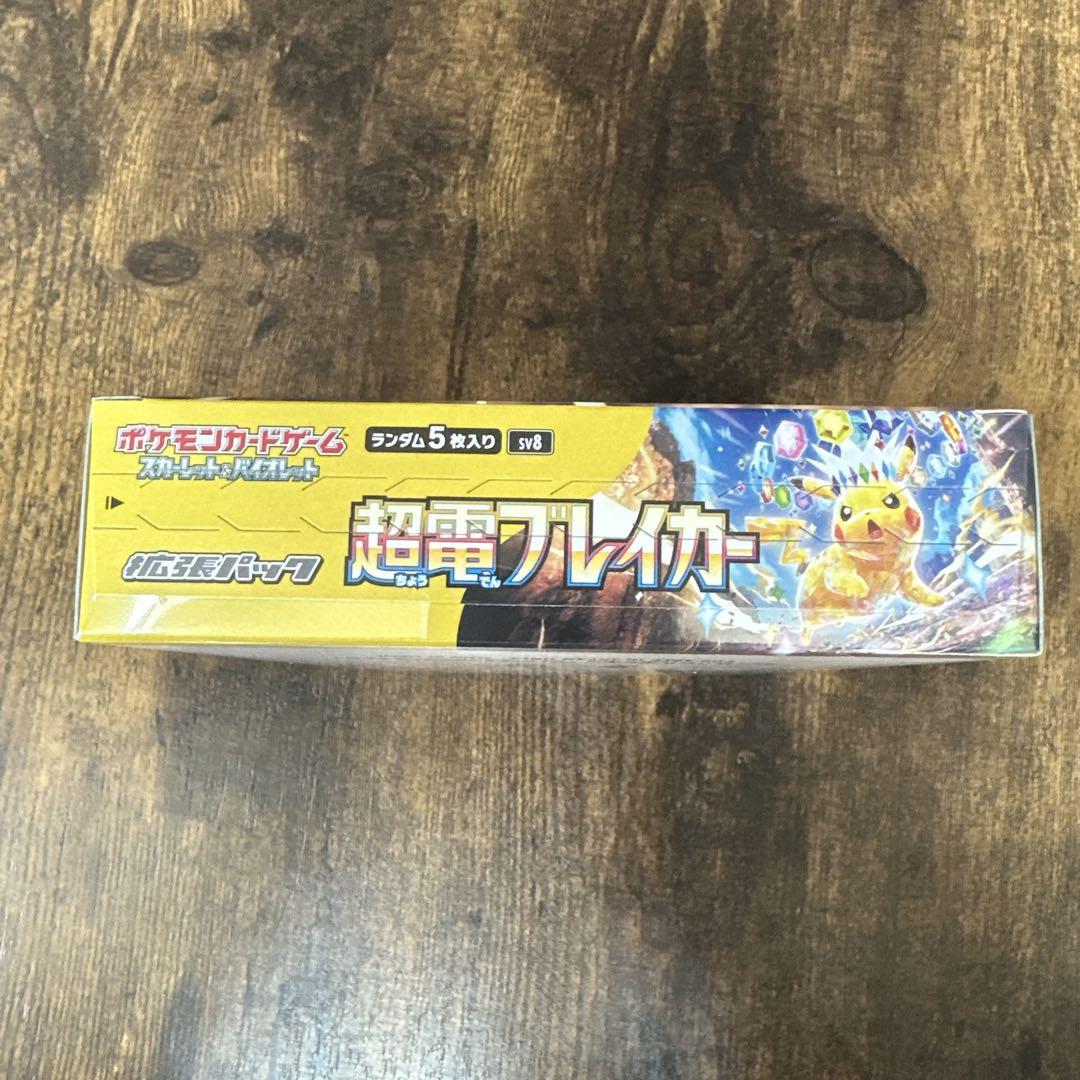 ポケモンカードゲーム
スカーレット&バイオレット
ランダム5枚入り
SV8
拡張パック
超電ブレイカー
ちょう でん